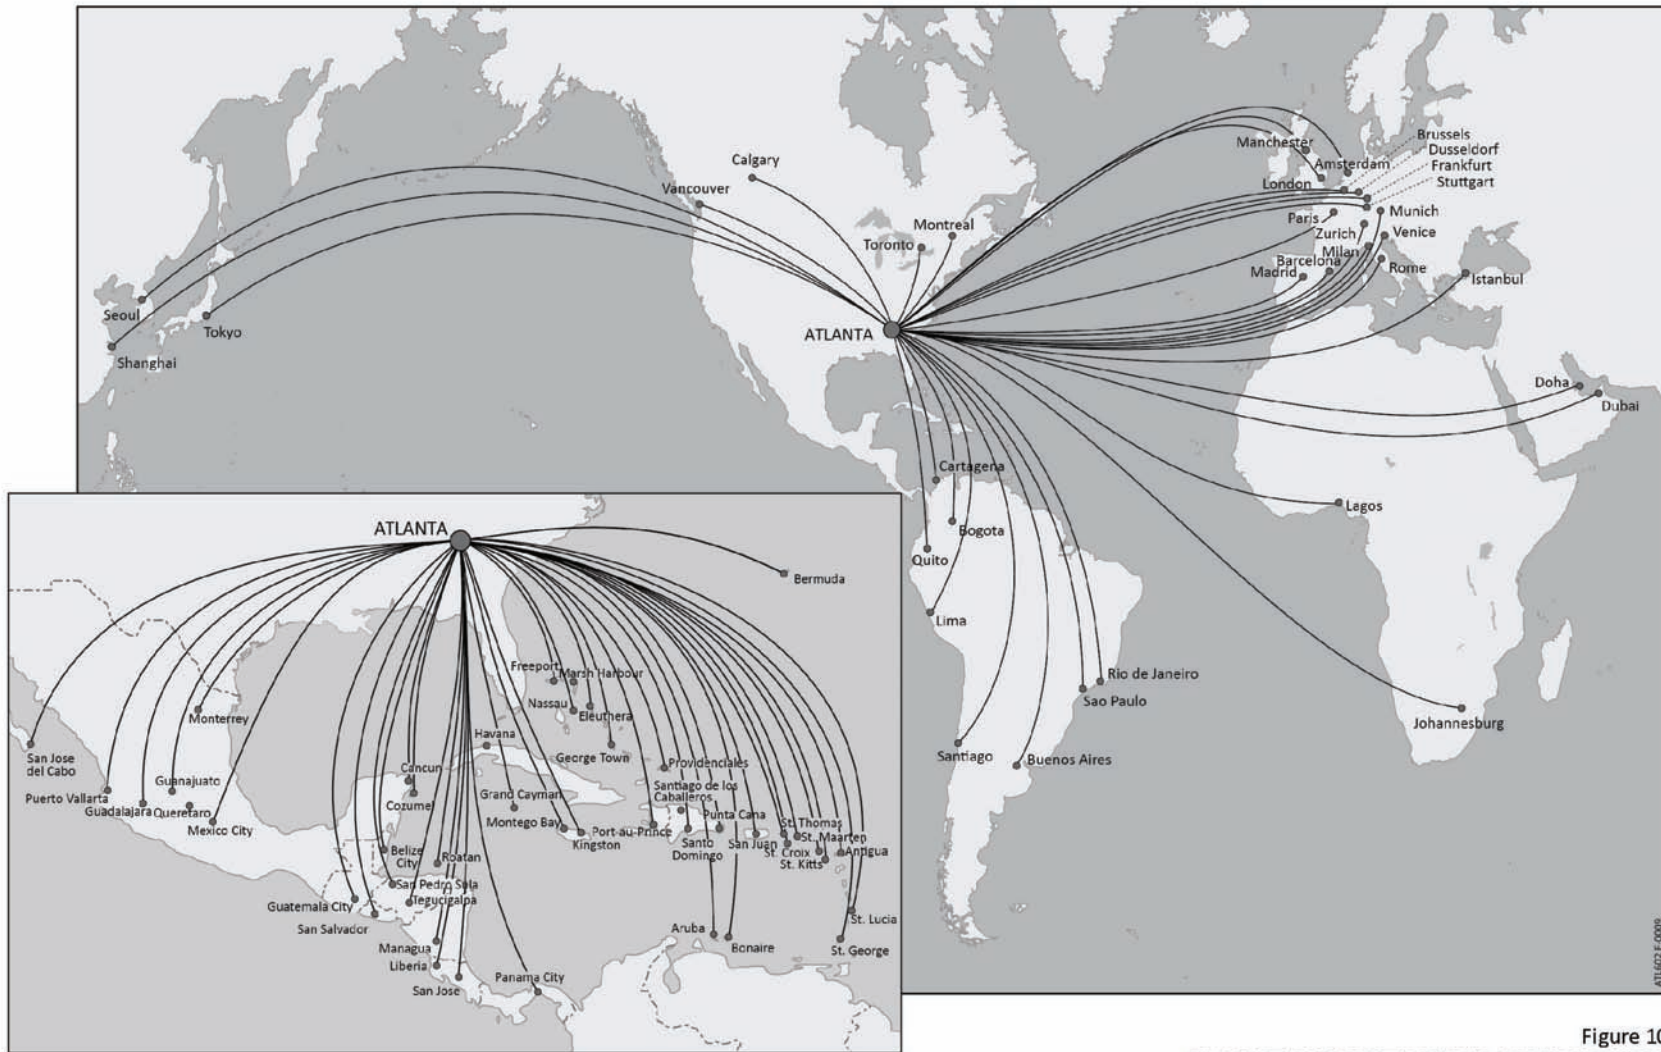 Calgary
Vancouver
Montreal
Toronto
ATLANTA
Seoul
Tokyo
Shanghai
Manchester
Amsterdam
London
Brussels
Dusseldorf
Frankfurt
Stuttgart
Paris
Munich
Zurich
Venice
Milan
Barcelona
Madrid
Rome
Istanbul
Doha
Dubai
Cartagena
Bogota
Quito
Lima
Lagos
Rio de Janeiro
Sao Paulo
Johannesburg
Santiago
Buenos Aires
ATLANTA
Bermuda
Freeport
Marsh Harbour
Nassau
Eleuthera
Monterrey
Havana
George Town
San Jose
del Cabo
Cancun
Providenciales
Guanajuato
Puerto Vallarta
Cozumel
Grand Cayman
Santiago de los
Caballeros
Guadalajara
Queretaro
Mexico City
Montego Bay
Kingston
Port-au-Prince
Punta Cana
Santo
Domingo
San Juan
St. Thomas
St. Maarten
St. Croix
St. Kitts
Antigua
Belize
City
Roatan
San Pedro Sula
Tegucigalpa
Guatemala City
San Salvador
St. Lucia
Aruba
Bonaire
St. George
Managua
Liberia
San Jose
Panama City
ATL602 F-0009
Figure 10